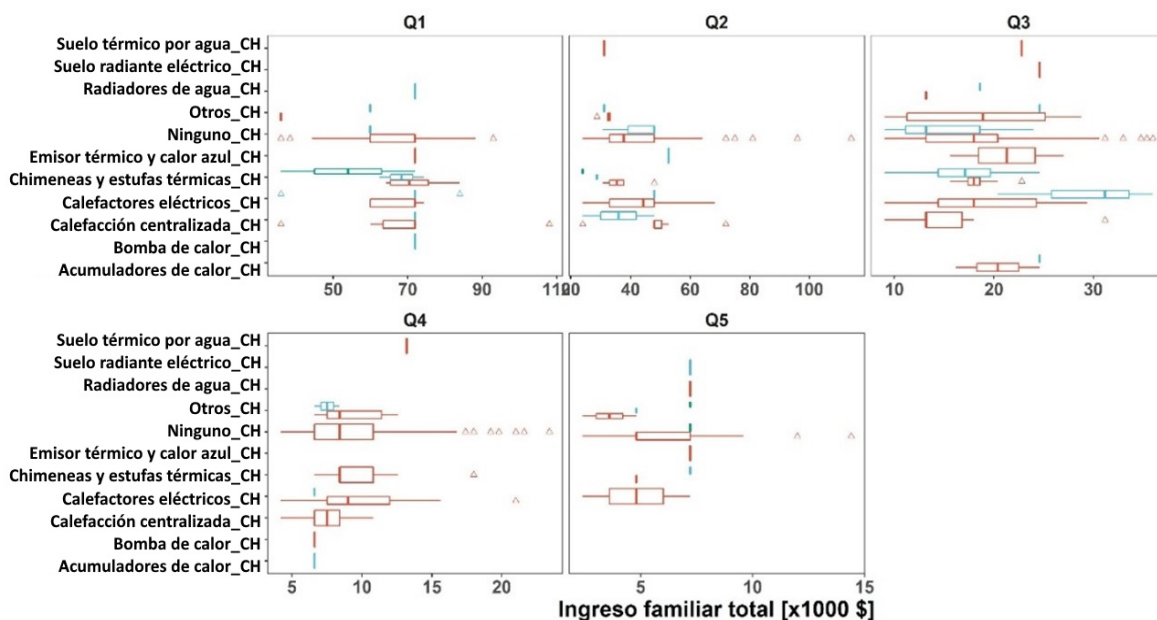 Q1 Q2 Q3
Suelo térmico por agua_CH
Suelo radiante eléctrico_CH
Radiadores de agua_CH
Otros_CH
Ninguno_CH
Emisor térmico y calor azul_CH
Chimeneas y estufas térmicas_CH
Calefactores eléctricos_CH
Calefacción centralizada_CH
Bomba de calor_CH
Acumuladores de calor_CH
50 70 90 40 60 80 100 10 20 30
Q4 Q5
Suelo térmico por agua_CH
Suelo radiante eléctrico_CH
Radiadores de agua_CH
Otros_CH
Ninguno_CH
Emisor térmico y calor azul_CH
Chimeneas y estufas térmicas_CH
Calefactores eléctricos_CH
Calefacción centralizada_CH
Bomba de calor_CH
Acumuladores de calor_CH
5 10 15 20 5 10 15
Ingreso familiar total [x1000 $]